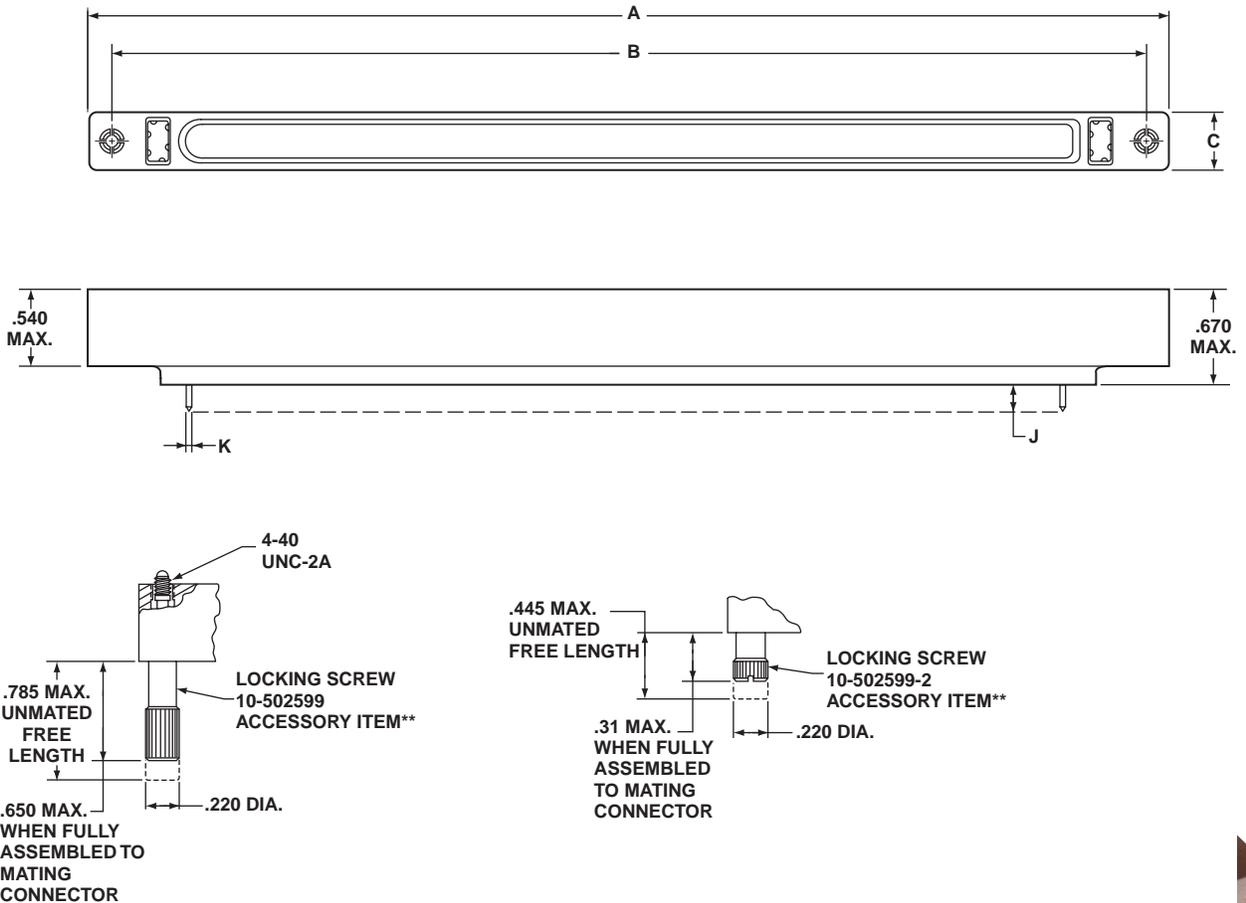 A
B
C
.540
MAX.
.670
MAX.
K
J
4-40
UNC-2A
LOCKING SCREW
10-502599
ACCESSORY ITEM**
.785 MAX.
UNMATED
FREE
LENGTH
.220 DIA.
.650 MAX.
WHEN FULLY
ASSEMBLED TO
MATING
CONNECTOR
.445 MAX.
UNMATED
FREE LENGTH
LOCKING SCREW
10-502599-2
ACCESSORY ITEM**
.220 DIA.
.31 MAX.
WHEN FULLY
ASSEMBLED
TO MATING
CONNECTOR